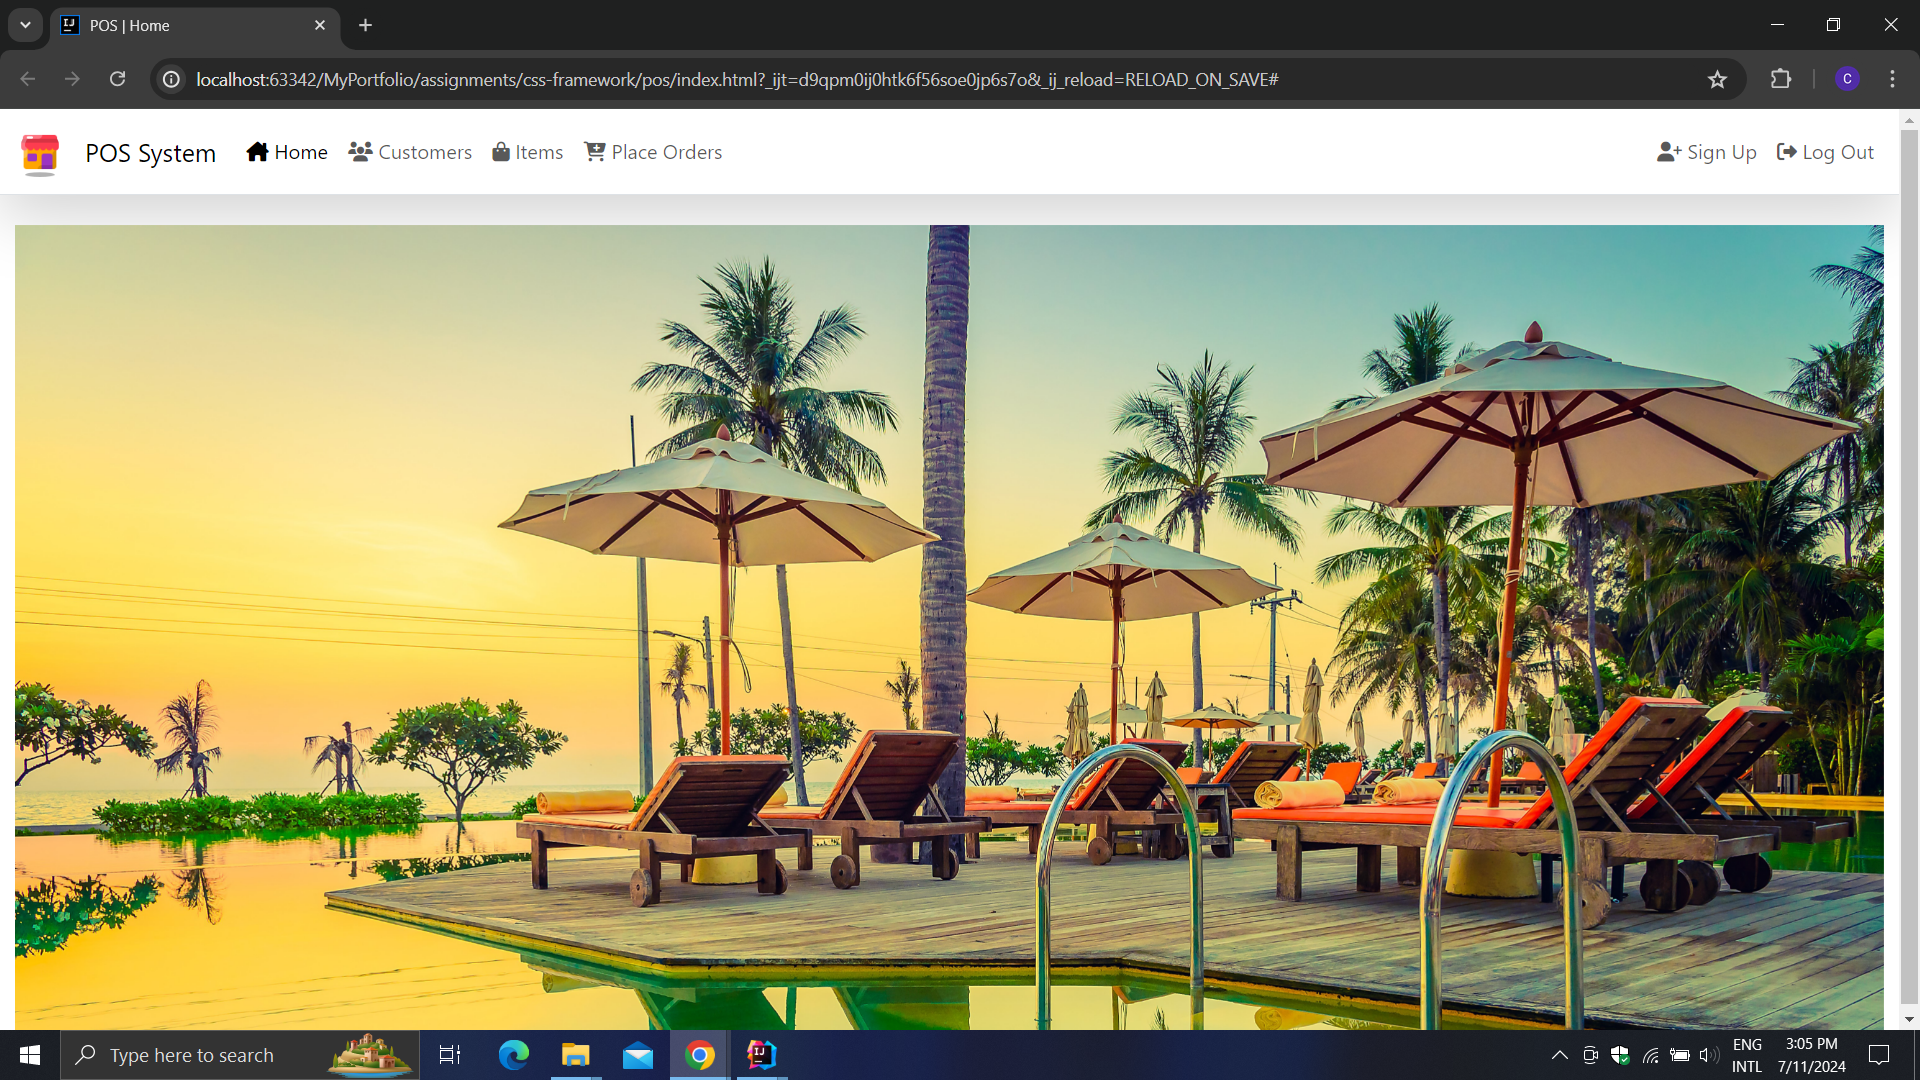 POS | Home
localhost:63342/MyPortfolio/assignments/css-framework/pos/index.html?_ijt=d9qpm0ij0htk6f56soe0jp6s7o&_ij_reload=RELOAD_ON_SAVE#
C
POS System Home Customers Items Place Orders Sign Up Log Out
Type here to search
ENG
INTL
3:05 PM
7/11/2024